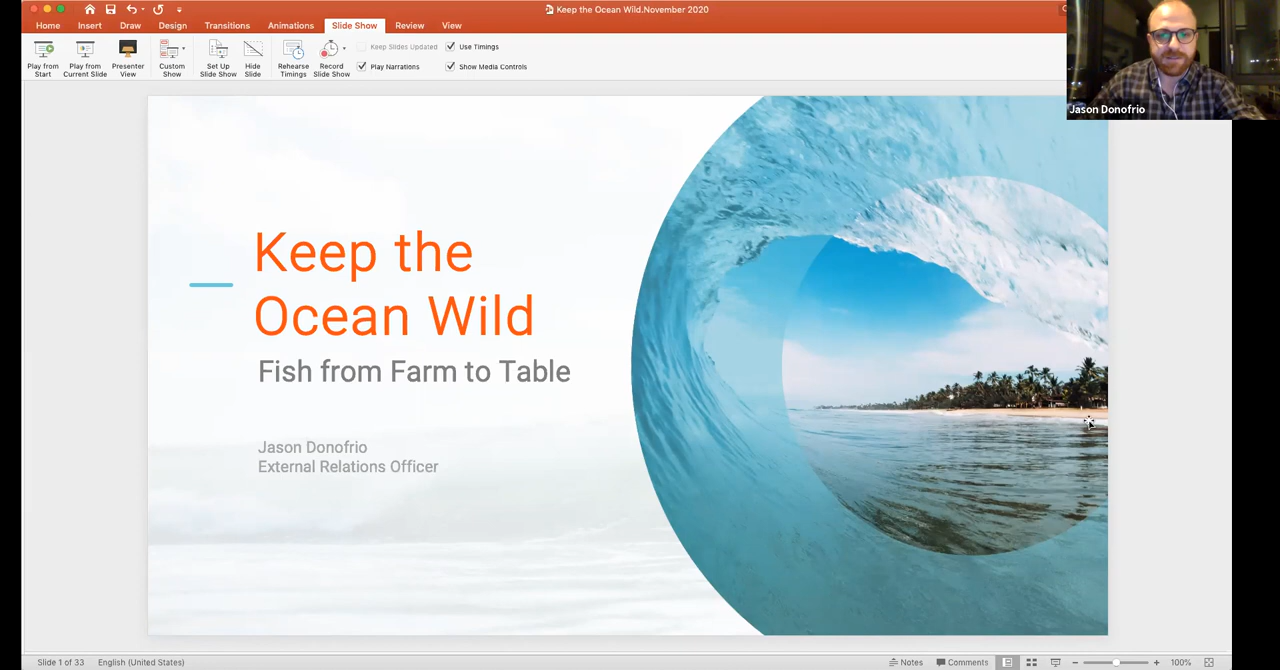 Keep the Ocean Wild.November 2020
Home Insert Draw Design Transitions Animations Slide Show Review View
Play from Start
Play from Current Slide
Presenter View
Custom Show
Set Up Slide Show
Hide Slide
Rehearse Timings
Record Slide Show
Keep Slides Updated
Play Narrations
Use Timings
Show Media Controls
Jason Donofrio
Keep the
Ocean Wild
Fish from Farm to Table
Jason Donofrio
External Relations Officer
Slide 1 of 33 English (United States) Notes Comments 100%